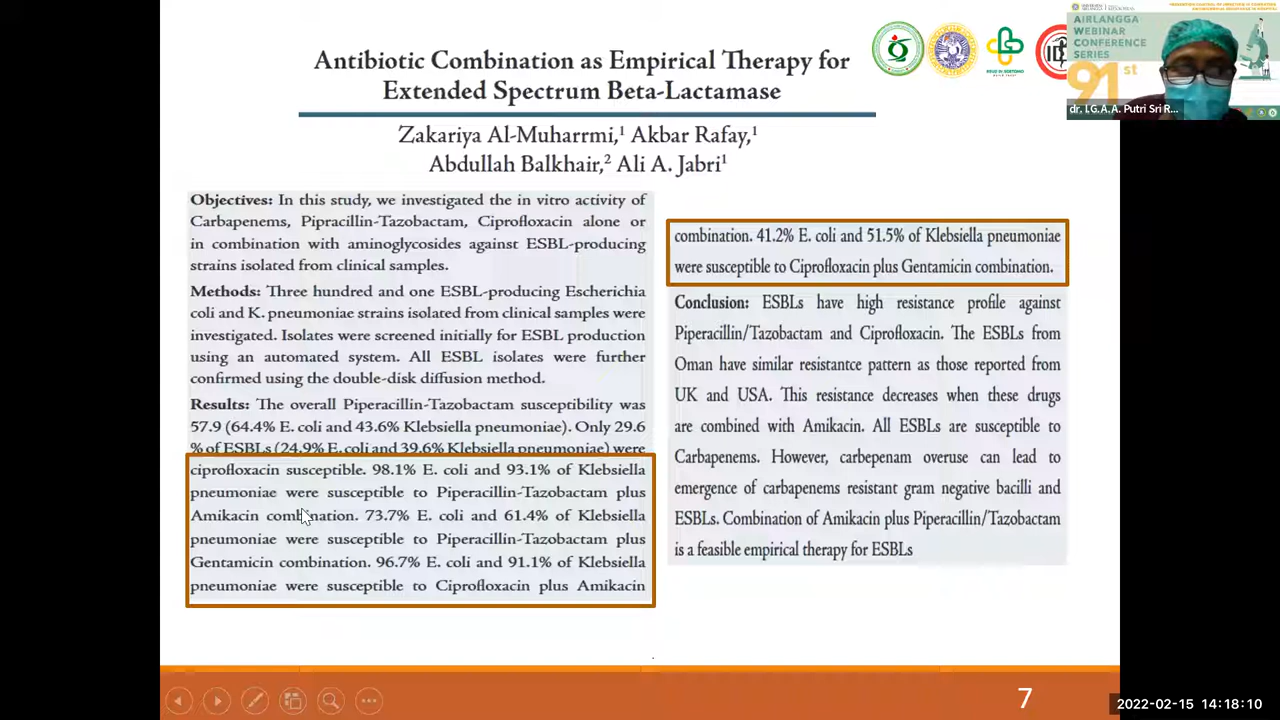 Antibiotic Combination as Empirical Therapy for
Extended Spectrum Beta-Lactamase
Zakariya Al-Muharrmi,¹ Akbar Rafay,¹
Abdullah Balkhair,² Ali A. Jabri¹
Objectives: In this study, we investigated the in vitro activity of
Carbapenems, Pipracillin-Tazobactam, Ciprofloxacin alone or
in combination with aminoglycosides against ESBL-producing
strains isolated from clinical samples.
Methods: Three hundred and one ESBL-producing Escherichia
coli and K. pneumoniae strains isolated from clinical samples were
investigated. Isolates were screened initially for ESBL production
using an automated system. All ESBL isolates were further
confirmed using the double-disk diffusion method.
Results: The overall Piperacillin-Tazobactam susceptibility was
57.9 (64.4% E. coli and 43.6% Klebsiella pneumoniae). Only 29.6
% of ESBLs (24.9% E. coli and 39.6% Klebsiella pneumoniae) were
ciprofloxacin susceptible. 98.1% E. coli and 93.1% of Klebsiella
pneumoniae were susceptible to Piperacillin-Tazobactam plus
Amikacin combination. 73.7% E. coli and 61.4% of Klebsiella
pneumoniae were susceptible to Piperacillin-Tazobactam plus
Gentamicin combination. 96.7% E. coli and 91.1% of Klebsiella
pneumoniae were susceptible to Ciprofloxacin plus Amikacin
combination. 41.2% E. coli and 51.5% of Klebsiella pneumoniae
were susceptible to Ciprofloxacin plus Gentamicin combination.
Conclusion: ESBLs have high resistance profile against
Piperacillin/Tazobactam and Ciprofloxacin. The ESBLs from
Oman have similar resistantce pattern as those reported from
UK and USA. This resistance decreases when these drugs
are combined with Amikacin. All ESBLs are susceptible to
Carbapenems. However, carbepenam overuse can lead to
emergence of carbapenems resistant gram negative bacilli and
ESBLs. Combination of Amikacin plus Piperacillin/Tazobactam
is a feasible empirical therapy for ESBLs
7
AIRLANGGA
WEBINAR
CONFERENCE
SERIES
91st
dr. I.G.A.A. Putri Sri R...
2022-02-15 14:18:10